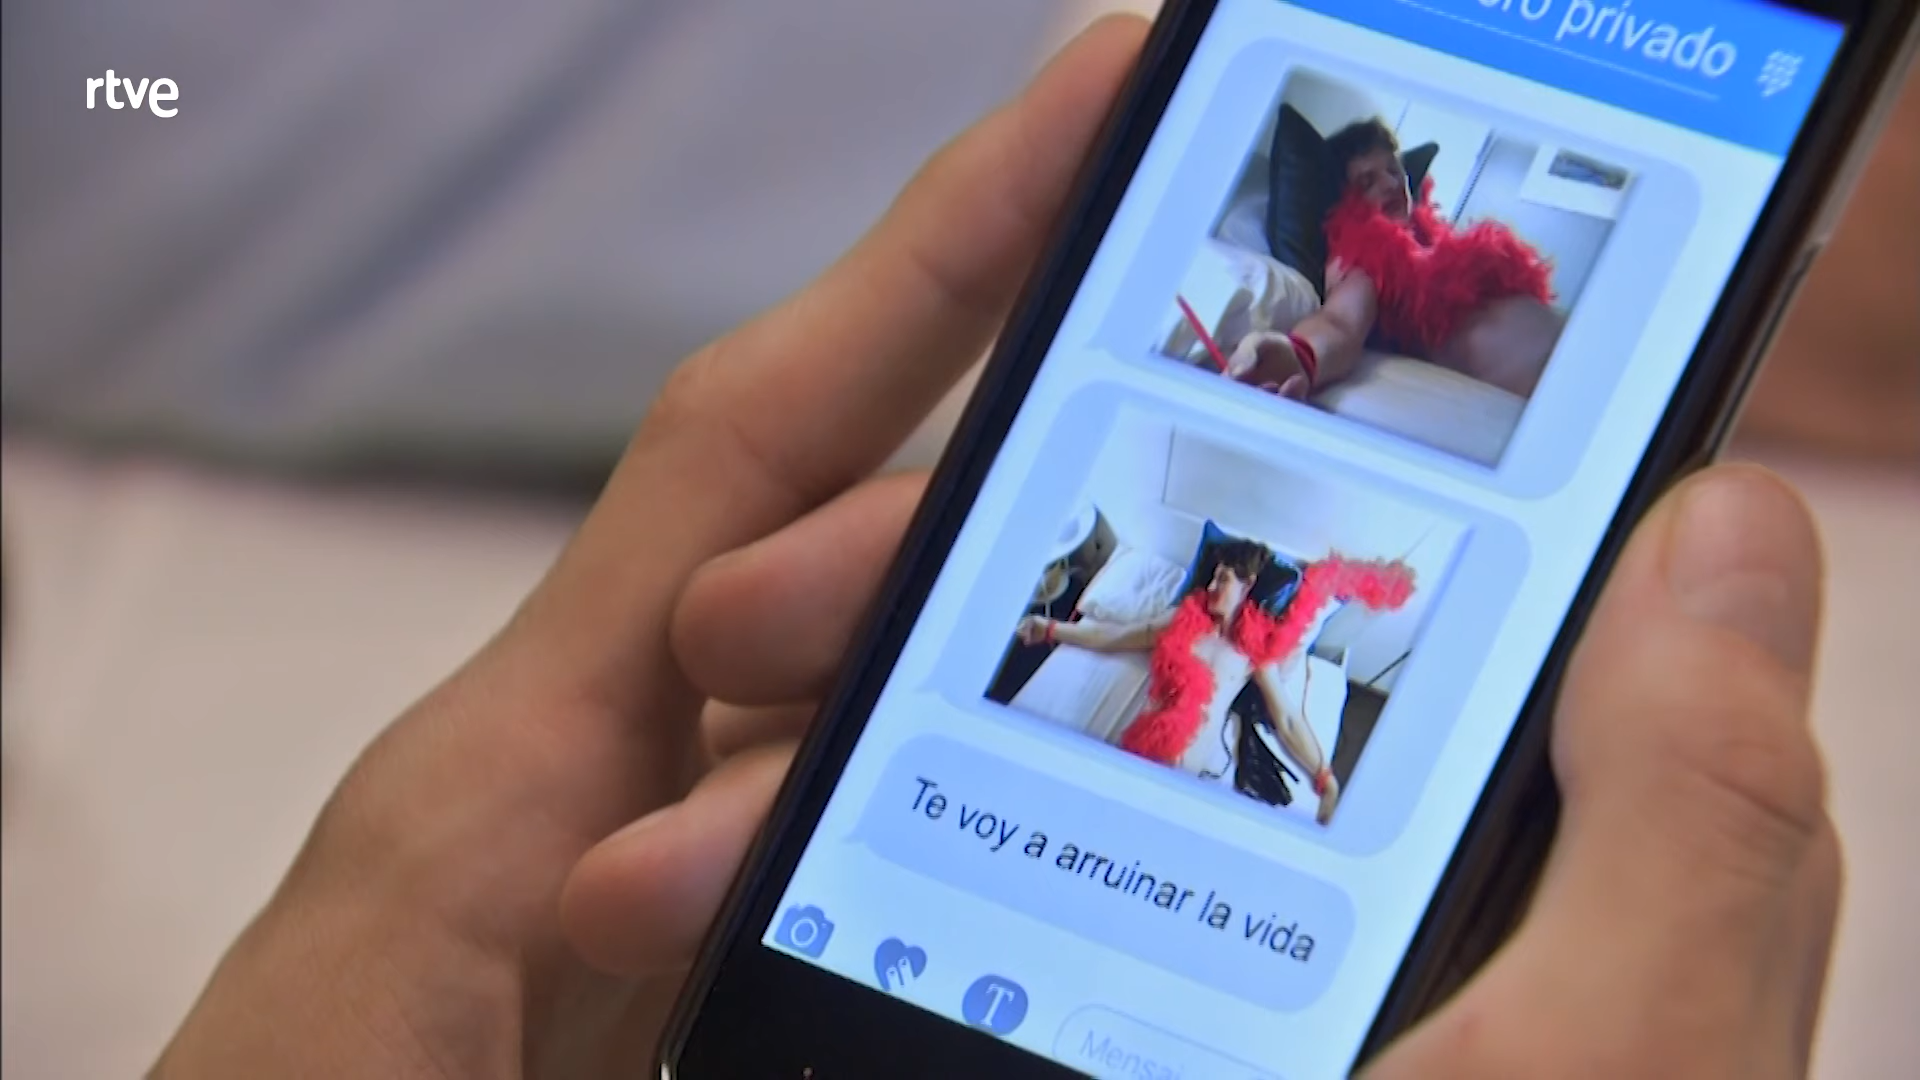 rtve
privado
Te voy a arruinar la vida
T